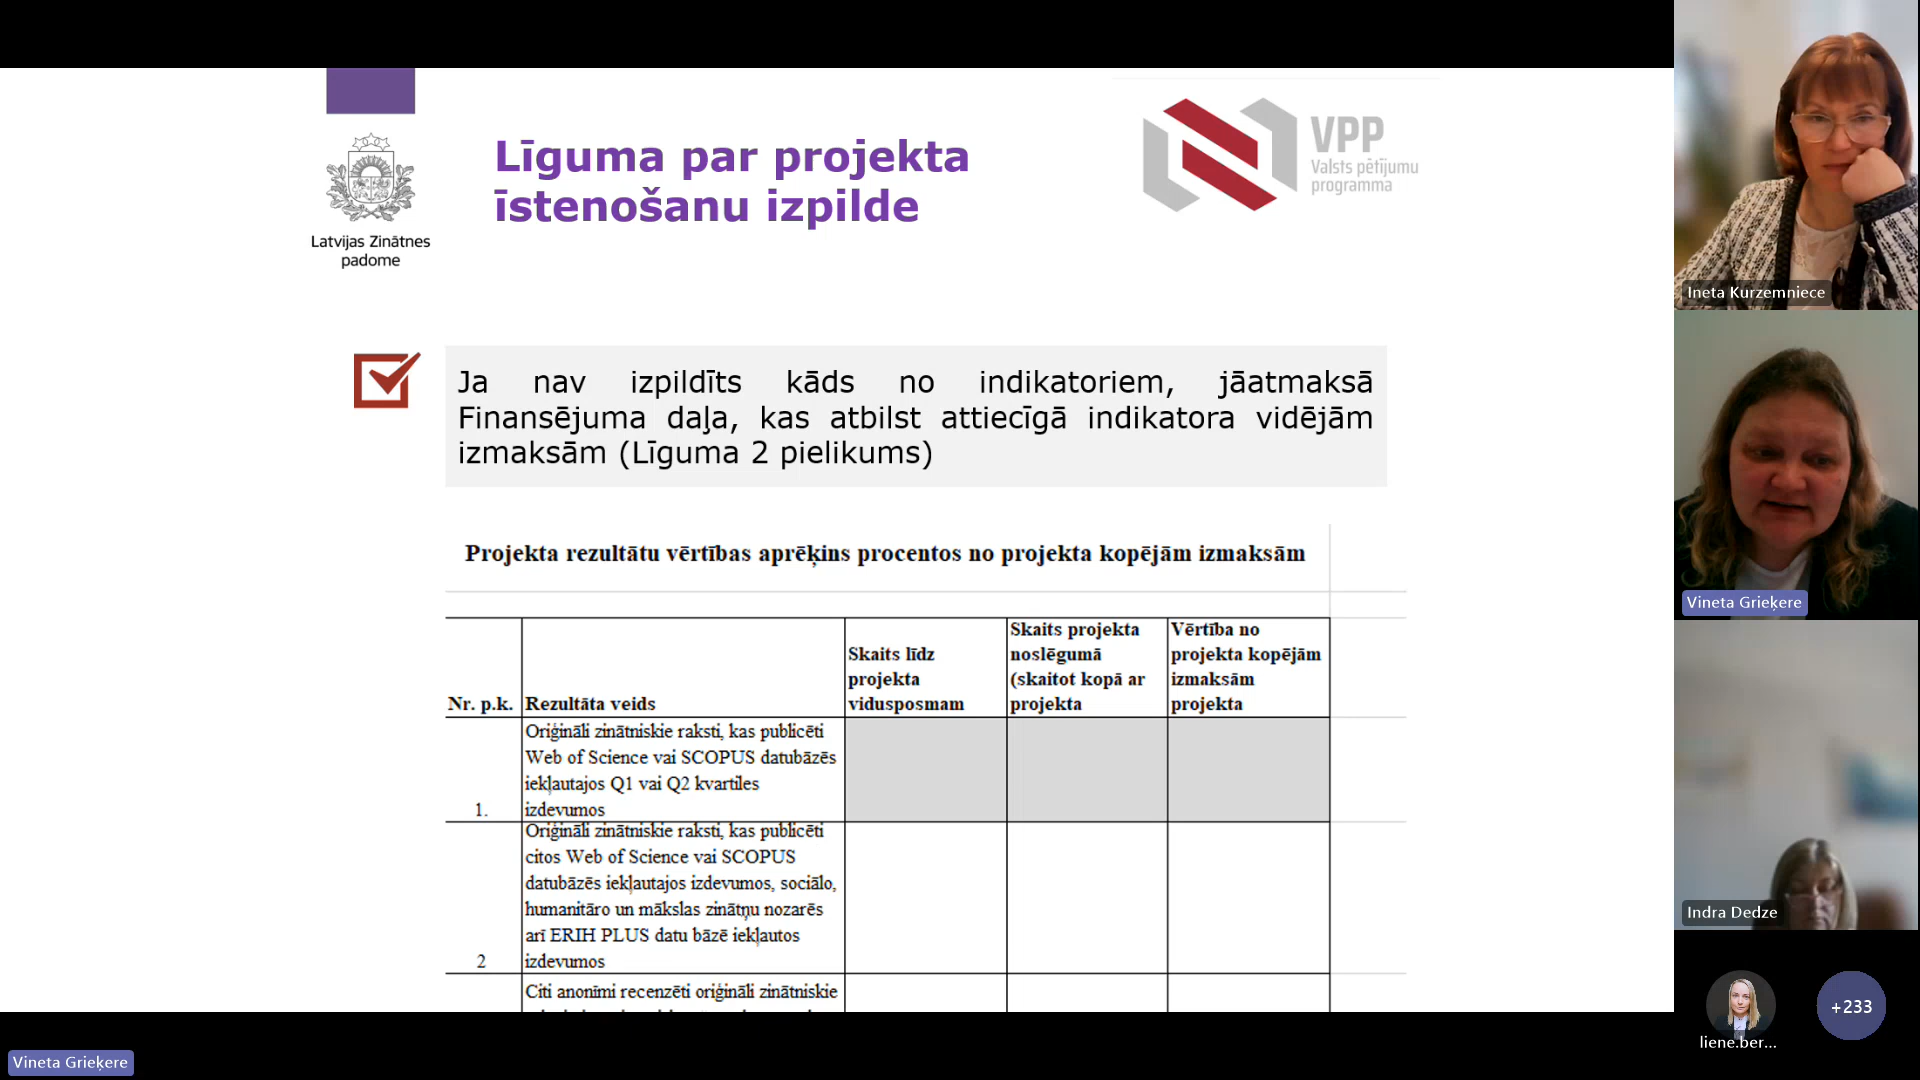 Latvijas Zinātnes
padome
Līguma par projekta
īstenošanu izpilde
VPP
Valsts pētījumu
programma
Ja nav izpildīts kāds no indikatoriem, jāatmaksā
Finansējuma daļa, kas atbilst attiecīgā indikatora vidējām
izmaksām (Līguma 2 pielikums)
Projekta rezultātu vērtības aprēķins procentos no projekta kopējām izmaksām
Nr. p.k.
Rezultāta veids
Skaits līdz
projekta
vidusposmam
Skaits projekta
noslēgumā
(skaitot kopā ar
projekta
Vērtība no
projekta kopējām
izmaksām
projekta
1.
Oriģināli zinātniskie raksti, kas publicēti
Web of Science vai SCOPUS datubāzēs
iekļautajos Q1 vai Q2 kvartiles
izdevumos
2
Oriģināli zinātniskie raksti, kas publicēti
citos Web of Science vai SCOPUS
datubāzēs iekļautajos izdevumos, sociālo,
humanitāro un mākslas zinātņu nozarēs
arī ERIH PLUS datu bāzē iekļautos
izdevumos
Citi anonīmi recenzēti oriģināli zinātniskie
Ineta Kurzemniece
Vineta Grieķere
Indra Dedze
liene.ber...
+233
Vineta Grieķere